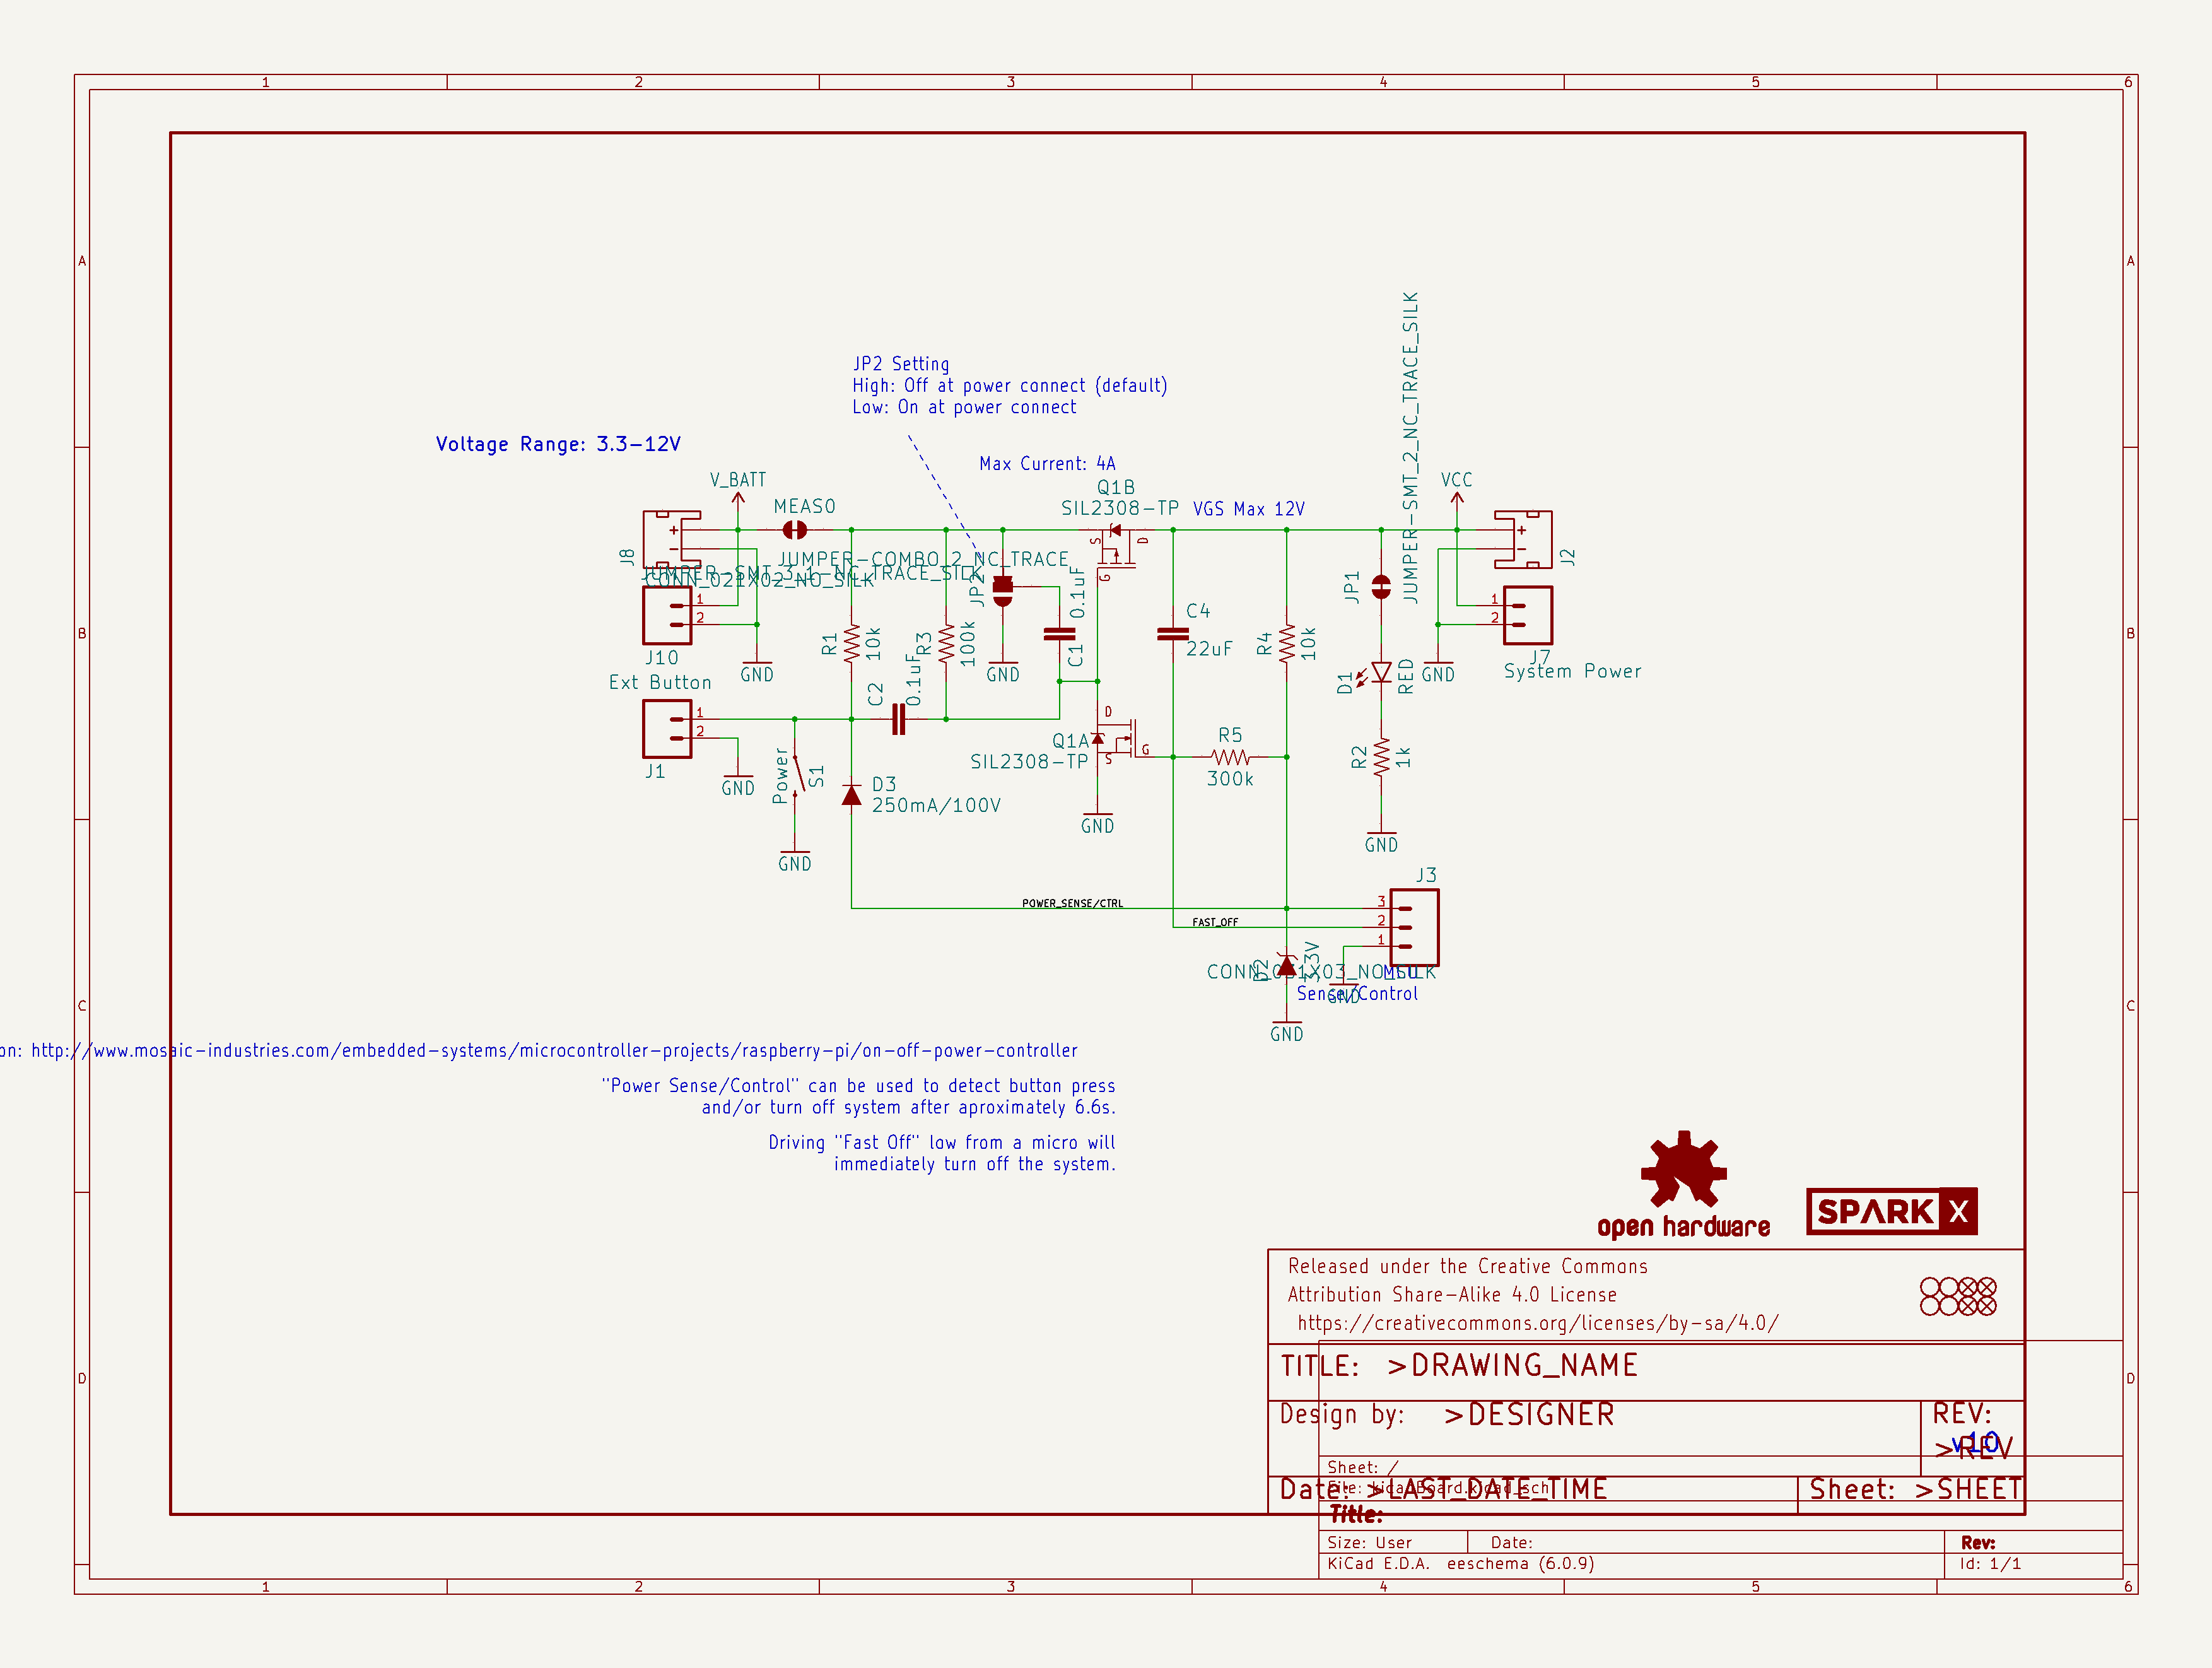 1 2 3 4 5 6
A A
JP2 Setting
High: Off at power connect (default)
Low: On at power connect
Voltage Range: 3.3-12V
Max Current: 4A
V_BATT
MEAS0
Q1B
SIL2308-TP
VGS Max 12V
JUMPER-SMT_2_NC_TRACE_SILK
VCC
+
-
J8
JUMPER-COMBO_2_NC_TRACE
JUMPER-SMT_3_1-NC_TRACE_SILK
CONN_021X02_NO_SILK
S
D
G
+
-
J2
1
2
J10
GND
R1
10k
R3
100k
JP2
GND
0.1uF
C1
C4
22uF
R4
10k
JP1
D1
RED
GND
1
2
J7
System Power
B B
Ext Button
1
2
J1
GND
Power
S1
GND
C2
0.1uF
D3
250mA/100V
D
Q1A
S
G
SIL2308-TP
GND
R5
300k
R2
1k
GND
J3
POWER_SENSE/CTRL
3
FAST_OFF
2
1
D2
3.3V
CONN_031X03_NO_SILK
MCU
Sense/Control
GND
GND
C C
on: http://www.mosaic-industries.com/embedded-systems/microcontroller-projects/raspberry-pi/on-off-power-controller
"Power Sense/Control" can be used to detect button press
and/or turn off system after aproximately 6.6s.
Driving "Fast Off" low from a micro will
immediately turn off the system.
open hardware
SPARK X
Released under the Creative Commons
Attribution Share-Alike 4.0 License
https://creativecommons.org/licenses/by-sa/4.0/
TITLE: >DRAWING_NAME
D D
Design by: >DESIGNER
REV:
>REV
v10
Sheet: /
File: kicadBoard.kicad_sch
Date: >LAST_DATE_TIME
Sheet: >SHEET
Title:
Size: User Date: Rev:
KiCad E.D.A. eeschema (6.0.9) Id: 1/1
1 2 3 4 5 6